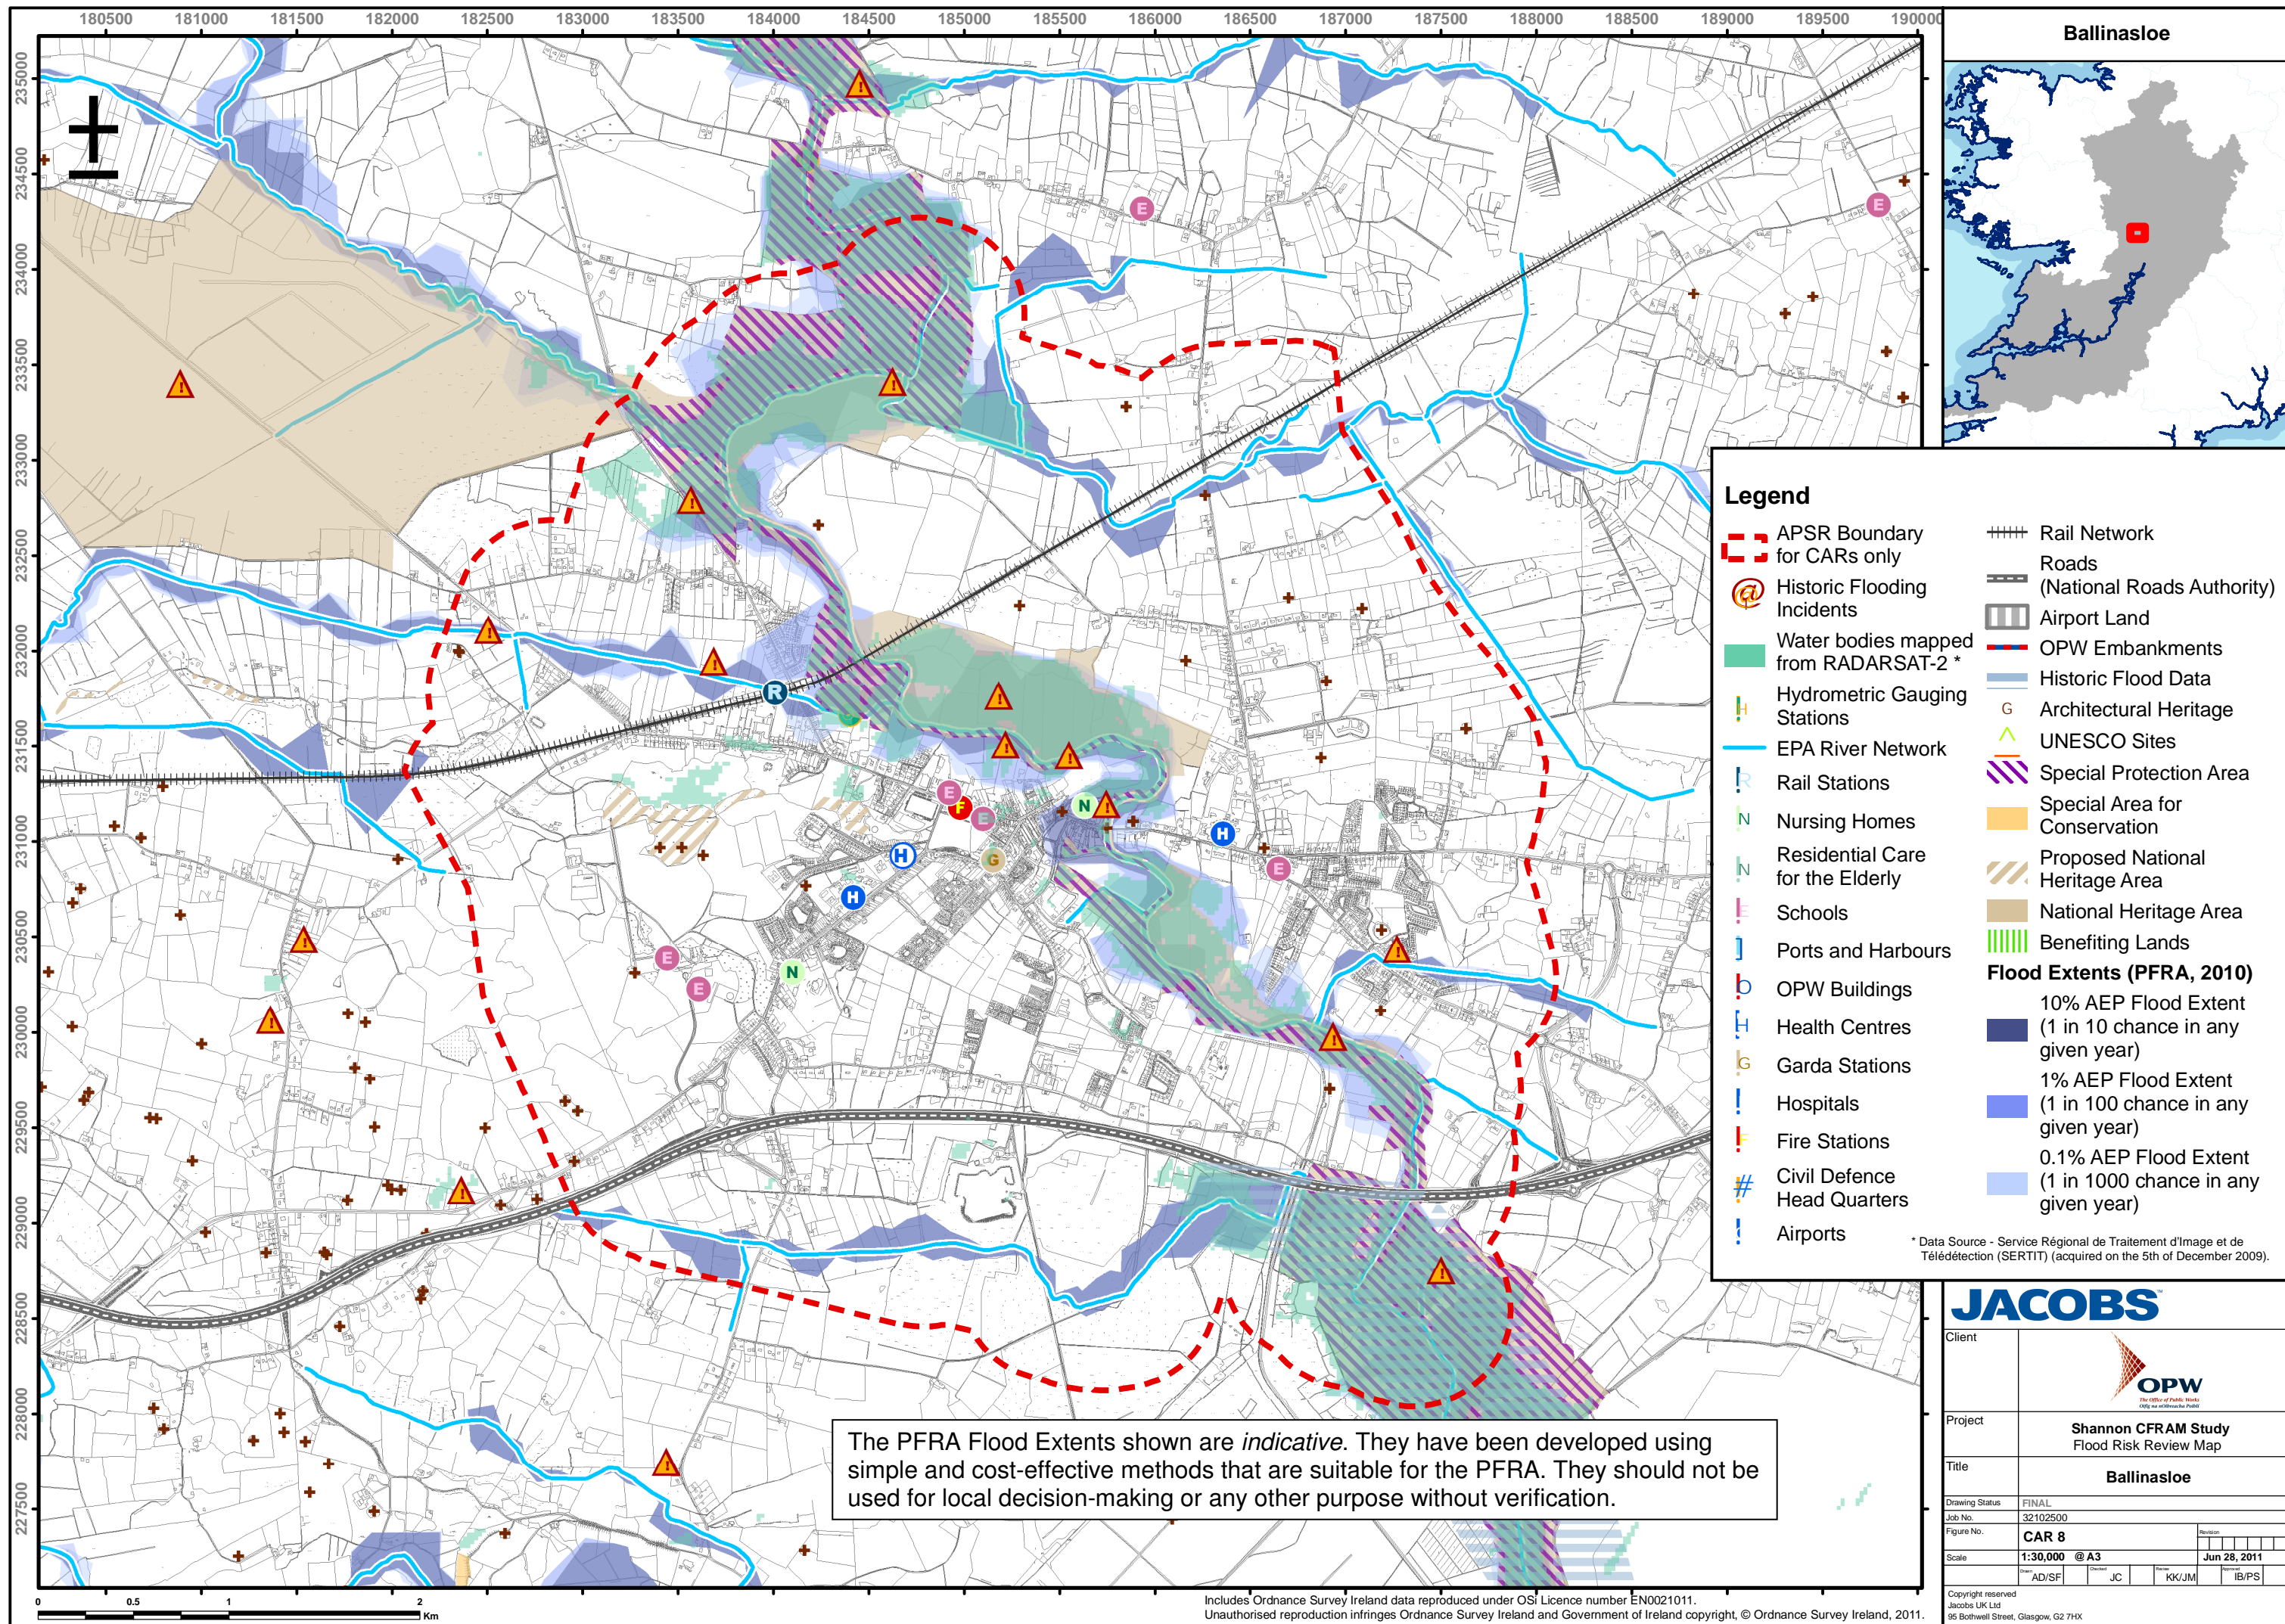 180500 181000 181500 182000 182500 183000 183500 184000 184500 185000 185500 186000 186500 187000 187500 188000 188500 189000 189500 190000
235000
234500
234000
233500
233000
232500
232000
231500
231000
230500
230000
229500
229000
228500
228000
227500
E
E
R
E
F
E
N
H
H
G
H
E
E
E
N
The PFRA Flood Extents shown are indicative. They have been developed using
simple and cost-effective methods that are suitable for the PFRA. They should not be
used for local decision-making or any other purpose without verification.
0 0.5 1 2
Km
Includes Ordnance Survey Ireland data reproduced under OSi Licence number EN0021011.
Unauthorised reproduction infringes Ordnance Survey Ireland and Government of Ireland copyright, © Ordnance Survey Ireland, 2011.
Ballinasloe
Legend
APSR Boundary
for CARs only
@ Historic Flooding
Incidents
Water bodies mapped
from RADARSAT-2 *
H Hydrometric Gauging
Stations
EPA River Network
R Rail Stations
N Nursing Homes
N Residential Care
for the Elderly
E Schools
Ports and Harbours
O OPW Buildings
H Health Centres
G Garda Stations
Hospitals
F Fire Stations
# Civil Defence
Head Quarters
Airports
Rail Network
Roads
(National Roads Authority)
Airport Land
OPW Embankments
Historic Flood Data
G Architectural Heritage
UNESCO Sites
Special Protection Area
Special Area for
Conservation
Proposed National
Heritage Area
National Heritage Area
Benefiting Lands
Flood Extents (PFRA, 2010)
10% AEP Flood Extent
(1 in 10 chance in any
given year)
1% AEP Flood Extent
(1 in 100 chance in any
given year)
0.1% AEP Flood Extent
(1 in 1000 chance in any
given year)
* Data Source - Service Régional de Traitement d'Image et de
Télédétection (SERTIT) (acquired on the 5th of December 2009).
JACOBS™
Client
OPW
The Office of Public Works
Oifig na nOibreacha Poiblí
Project
Shannon CFRAM Study
Flood Risk Review Map
Title
Ballinasloe
Drawing Status FINAL
Job No. 32102500
Figure No. CAR 8 Revision
Scale 1:30,000 @ A3 Jun 28, 2011
Drawn AD/SF Checked JC Review KK/JM Approved IB/PS
Copyright reserved
Jacobs UK Ltd
95 Bothwell Street, Glasgow, G2 7HX